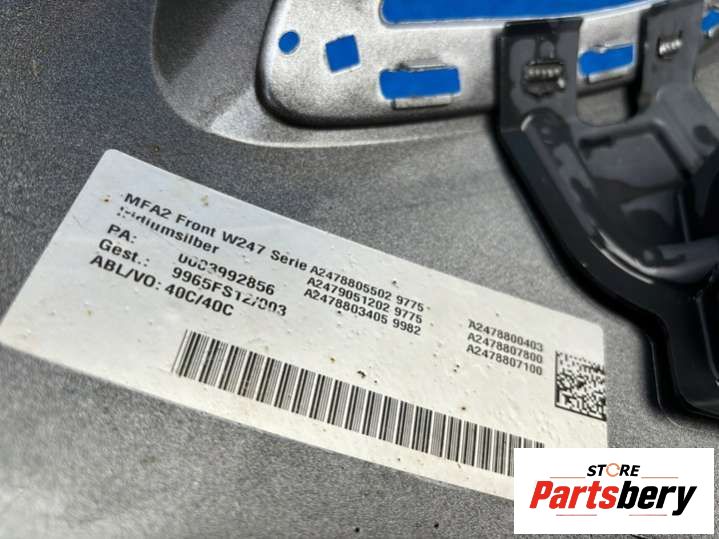 MFA2 Front W247 Serie
PA: 0003992856
Gest.: 9965FS12/003
ABL/VO: 40C/40C
A2478805502 9775
A2479051202 9775
A2478803405 9982
A2478800403
A2478807800
A2478807100
STORE
Partsbery